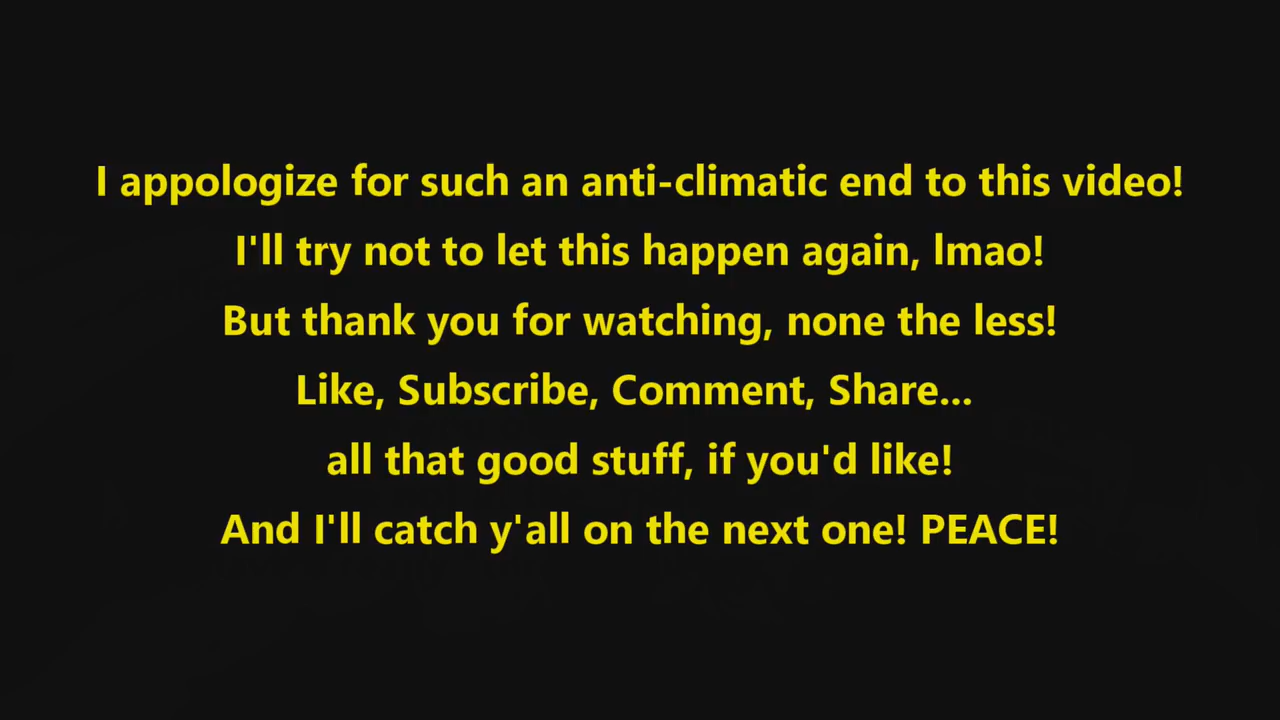 I appologize for such an anti-climatic end to this video!
I'll try not to let this happen again, lmao!
But thank you for watching, none the less!
Like, Subscribe, Comment, Share...
all that good stuff, if you'd like!
And I'll catch y'all on the next one! PEACE!